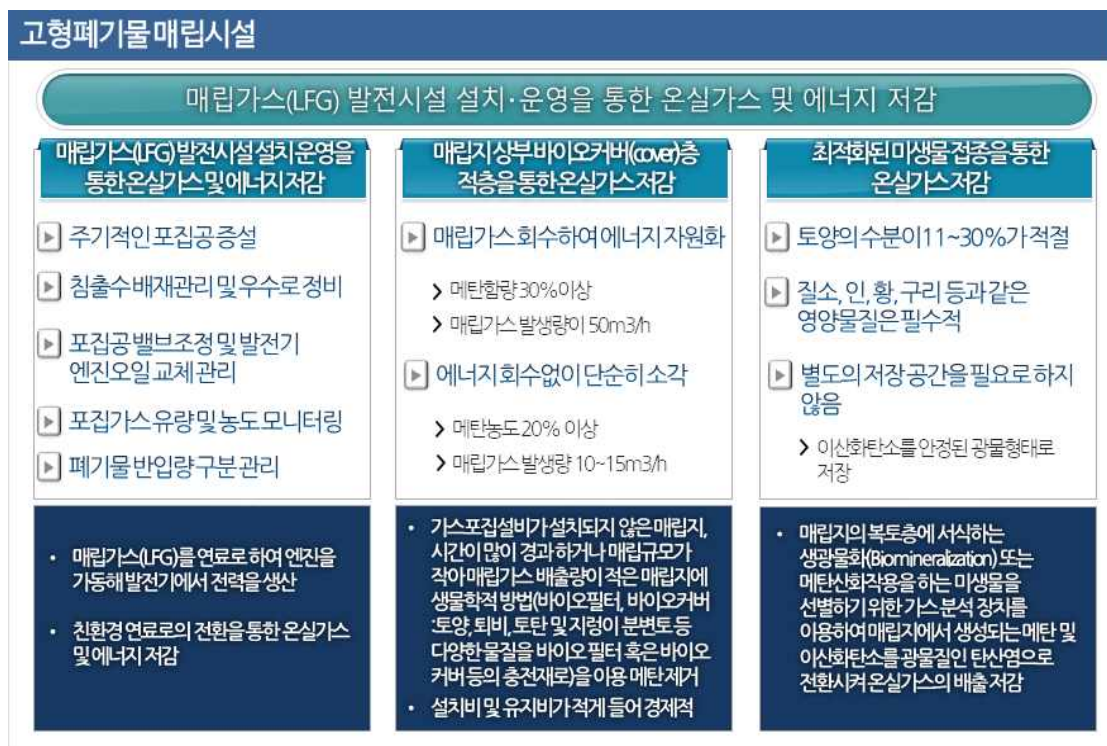 고형폐기물 매립시설
매립가스(LFG) 발전시설 설치·운영을 통한 온실가스 및 에너지 저감
매립가스(LFG) 발전시설 설치 운영을
통한 온실가스 및 에너지 저감
주기적인 포집공 증설
침출수 배재관리 및 우수로 정비
포집공 밸브조정 및 발전기
엔진오일 교체 관리
포집가스 유량 및 농도 모니터링
폐기물 반입량 구분 관리
매립가스(LFG)를 연료로 하여 엔진을
가동해 발전기에서 전력을 생산
친환경 연료로의 전환을 통한 온실가스
및 에너지 저감
매립지 상부 바이오커버(cover)층
적층을 통한 온실가스 저감
매립가스 회수하여 에너지 자원화
메탄함량 30% 이상
매립가스 발생량이 50m3/h
에너지 회수없이 단순히 소각
메탄농도 20% 이상
매립가스 발생량 10~15m3/h
가스포집설비가 설치되지 않은 매립지,
시간이 많이 경과 하거나 매립규모가
작아 매립가스 배출량이 적은 매립지에
생물학적 방법(바이오필터, 바이오커버
:토양, 퇴비, 토탄 및 지렁이 분변토 등
다양한 물질을 바이오 필터 혹은 바이오
커버 등의 충전재로)을 이용 메탄 제거
설치비 및 유지비가 적게 들어 경제적
최적화된 미생물 접종을 통한
온실가스 저감
토양의 수분이 11~30%가 적절
질소, 인, 황, 구리 등과 같은
영양물질은 필수적
별도의 저장 공간을 필요로 하지
않음
이산화탄소를 안정된 광물형태로
저장
매립지의 복토층에 서식하는
생광물화(Biomineralization) 또는
메탄산화작용을 하는 미생물을
선별하기 위한 가스 분석 장치를
이용하여 매립지에서 생성되는 메탄 및
이산화탄소를 광물질인 탄산염으로
전환시켜 온실가스의 배출 저감